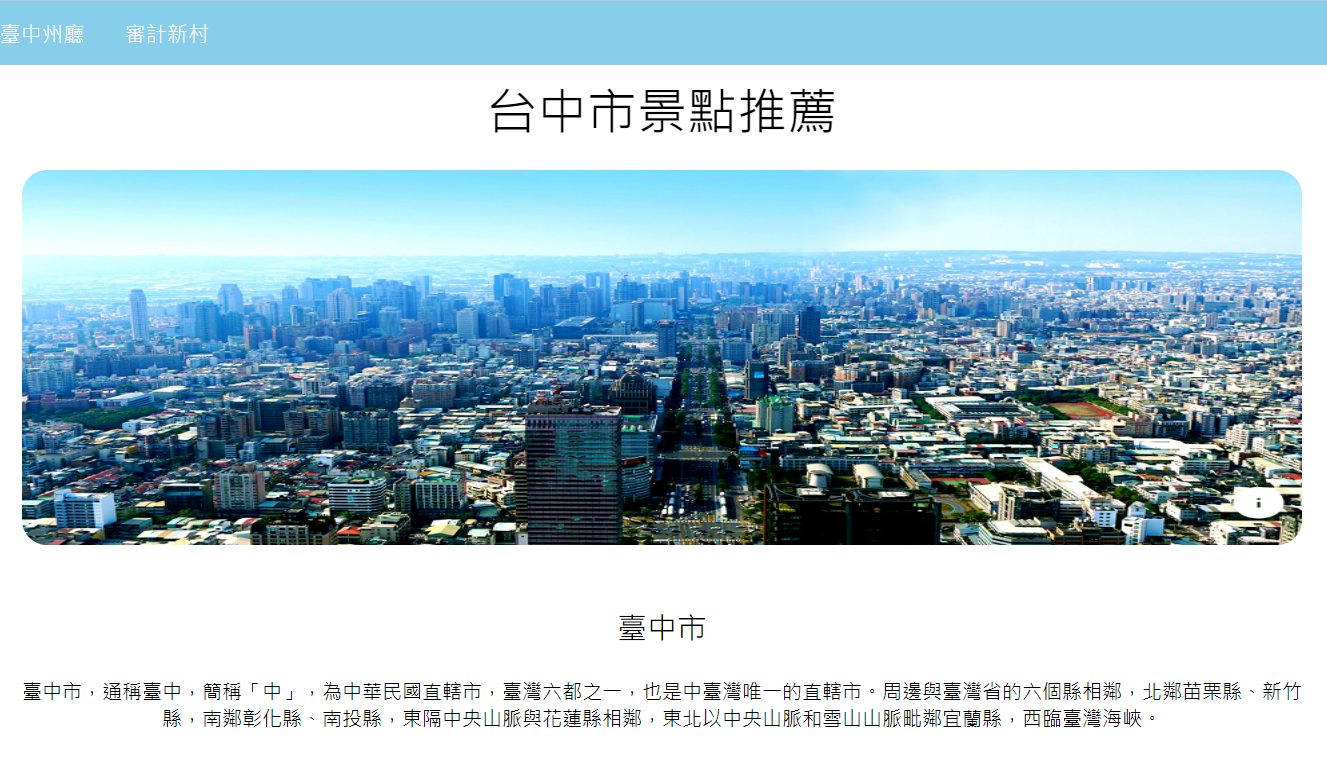 臺中州廳 審計新村
台中市景點推薦
臺中市
臺中市，通稱臺中，簡稱「中」，為中華民國直轄市，臺灣六都之一，也是中臺灣唯一的直轄市。周邊與臺灣省的六個縣相鄰，北鄰苗栗縣、新竹
縣，南鄰彰化縣、南投縣，東隔中央山脈與花蓮縣相鄰，東北以中央山脈和雪山山脈毗鄰宜蘭縣，西臨臺灣海峽。